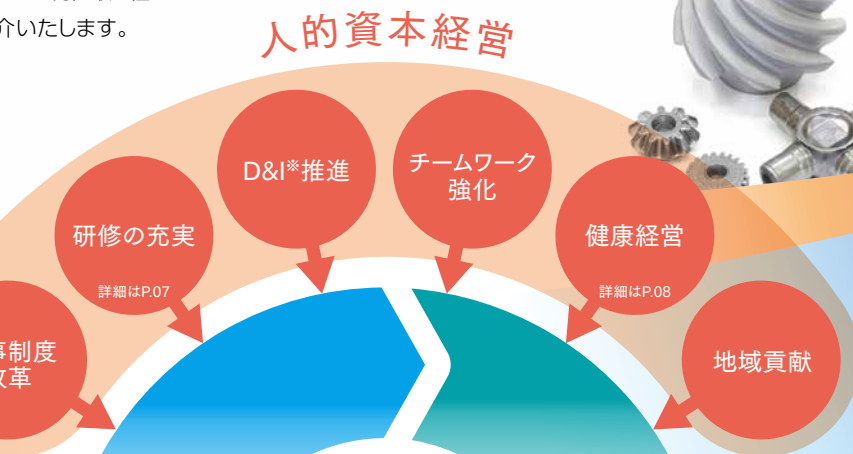 介いたします。
人的資本経営
D&I※推進
チームワーク
強化
研修の充実
詳細はP.07
健康経営
詳細はP.08
事制度
改革
地域貢献